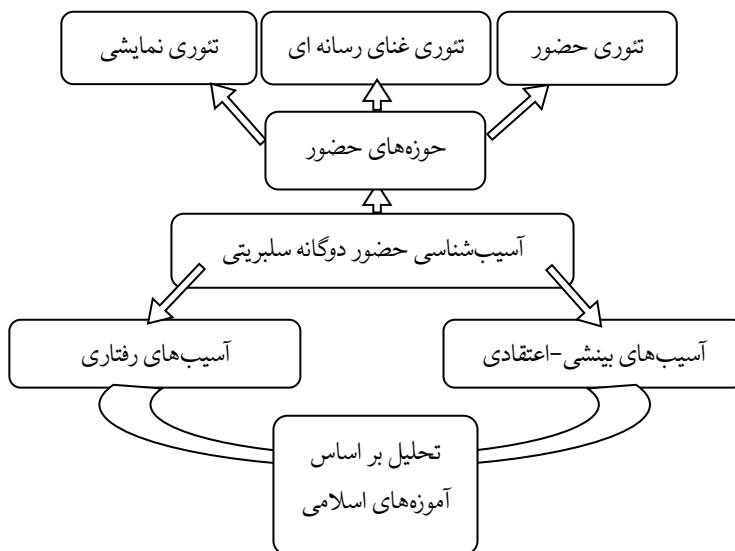 تئوری حضور
تئوری غنای رسانه ای
تئوری نمایشی
حوزه‌های حضور
آسیب‌شناسی حضور دوگانه سلبریتی
آسیب‌های بینشی-اعتقادی
آسیب‌های رفتاری
تحلیل بر اساس
آموزه‌های اسلامی